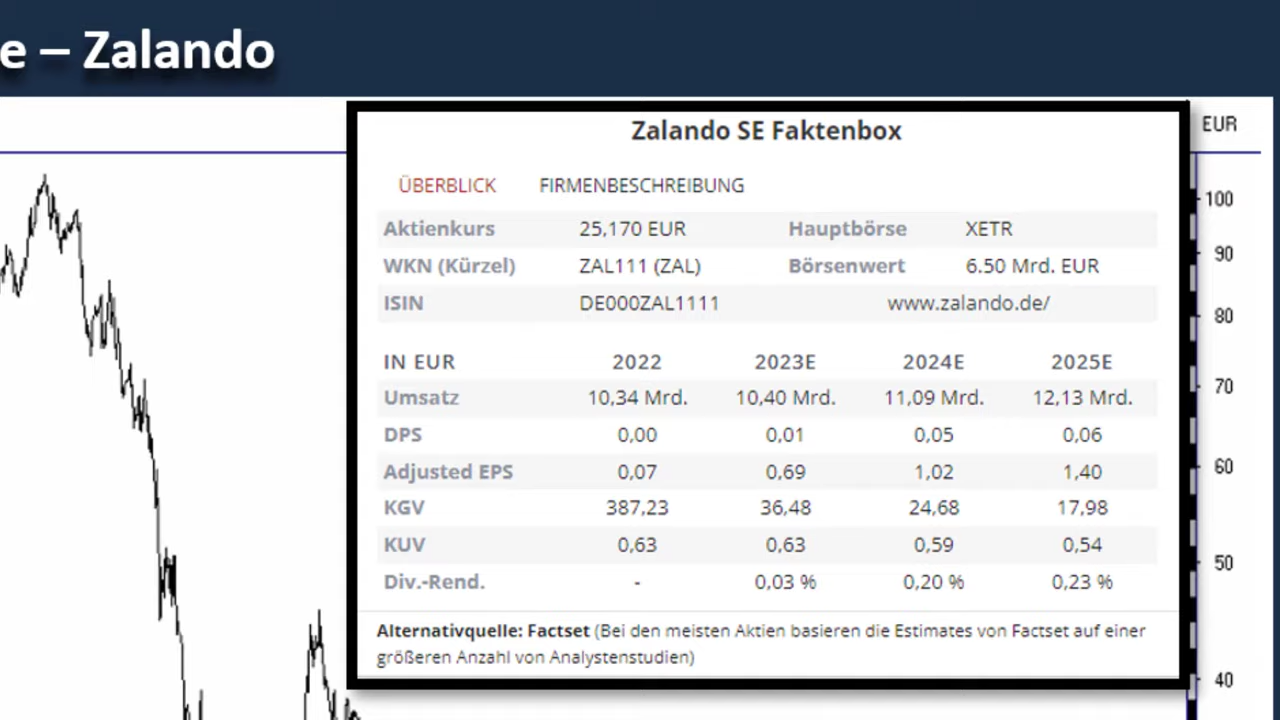 e – Zalando
Zalando SE Faktenbox
EUR
ÜBERBLICK FIRMENBESCHREIBUNG
Aktienkurs 25,170 EUR Hauptbörse XETR
WKN (Kürzel) ZAL111 (ZAL) Börsenwert 6.50 Mrd. EUR
ISIN DE000ZAL1111 www.zalando.de/
IN EUR 2022 2023E 2024E 2025E
Umsatz 10,34 Mrd. 10,40 Mrd. 11,09 Mrd. 12,13 Mrd.
DPS 0,00 0,01 0,05 0,06
Adjusted EPS 0,07 0,69 1,02 1,40
KGV 387,23 36,48 24,68 17,98
KUV 0,63 0,63 0,59 0,54
Div.-Rend. - 0,03 % 0,20 % 0,23 %
Alternativquelle: Factset (Bei den meisten Aktien basieren die Estimates von Factset auf einer
größeren Anzahl von Analystenstudien)
100
90
80
70
60
50
40